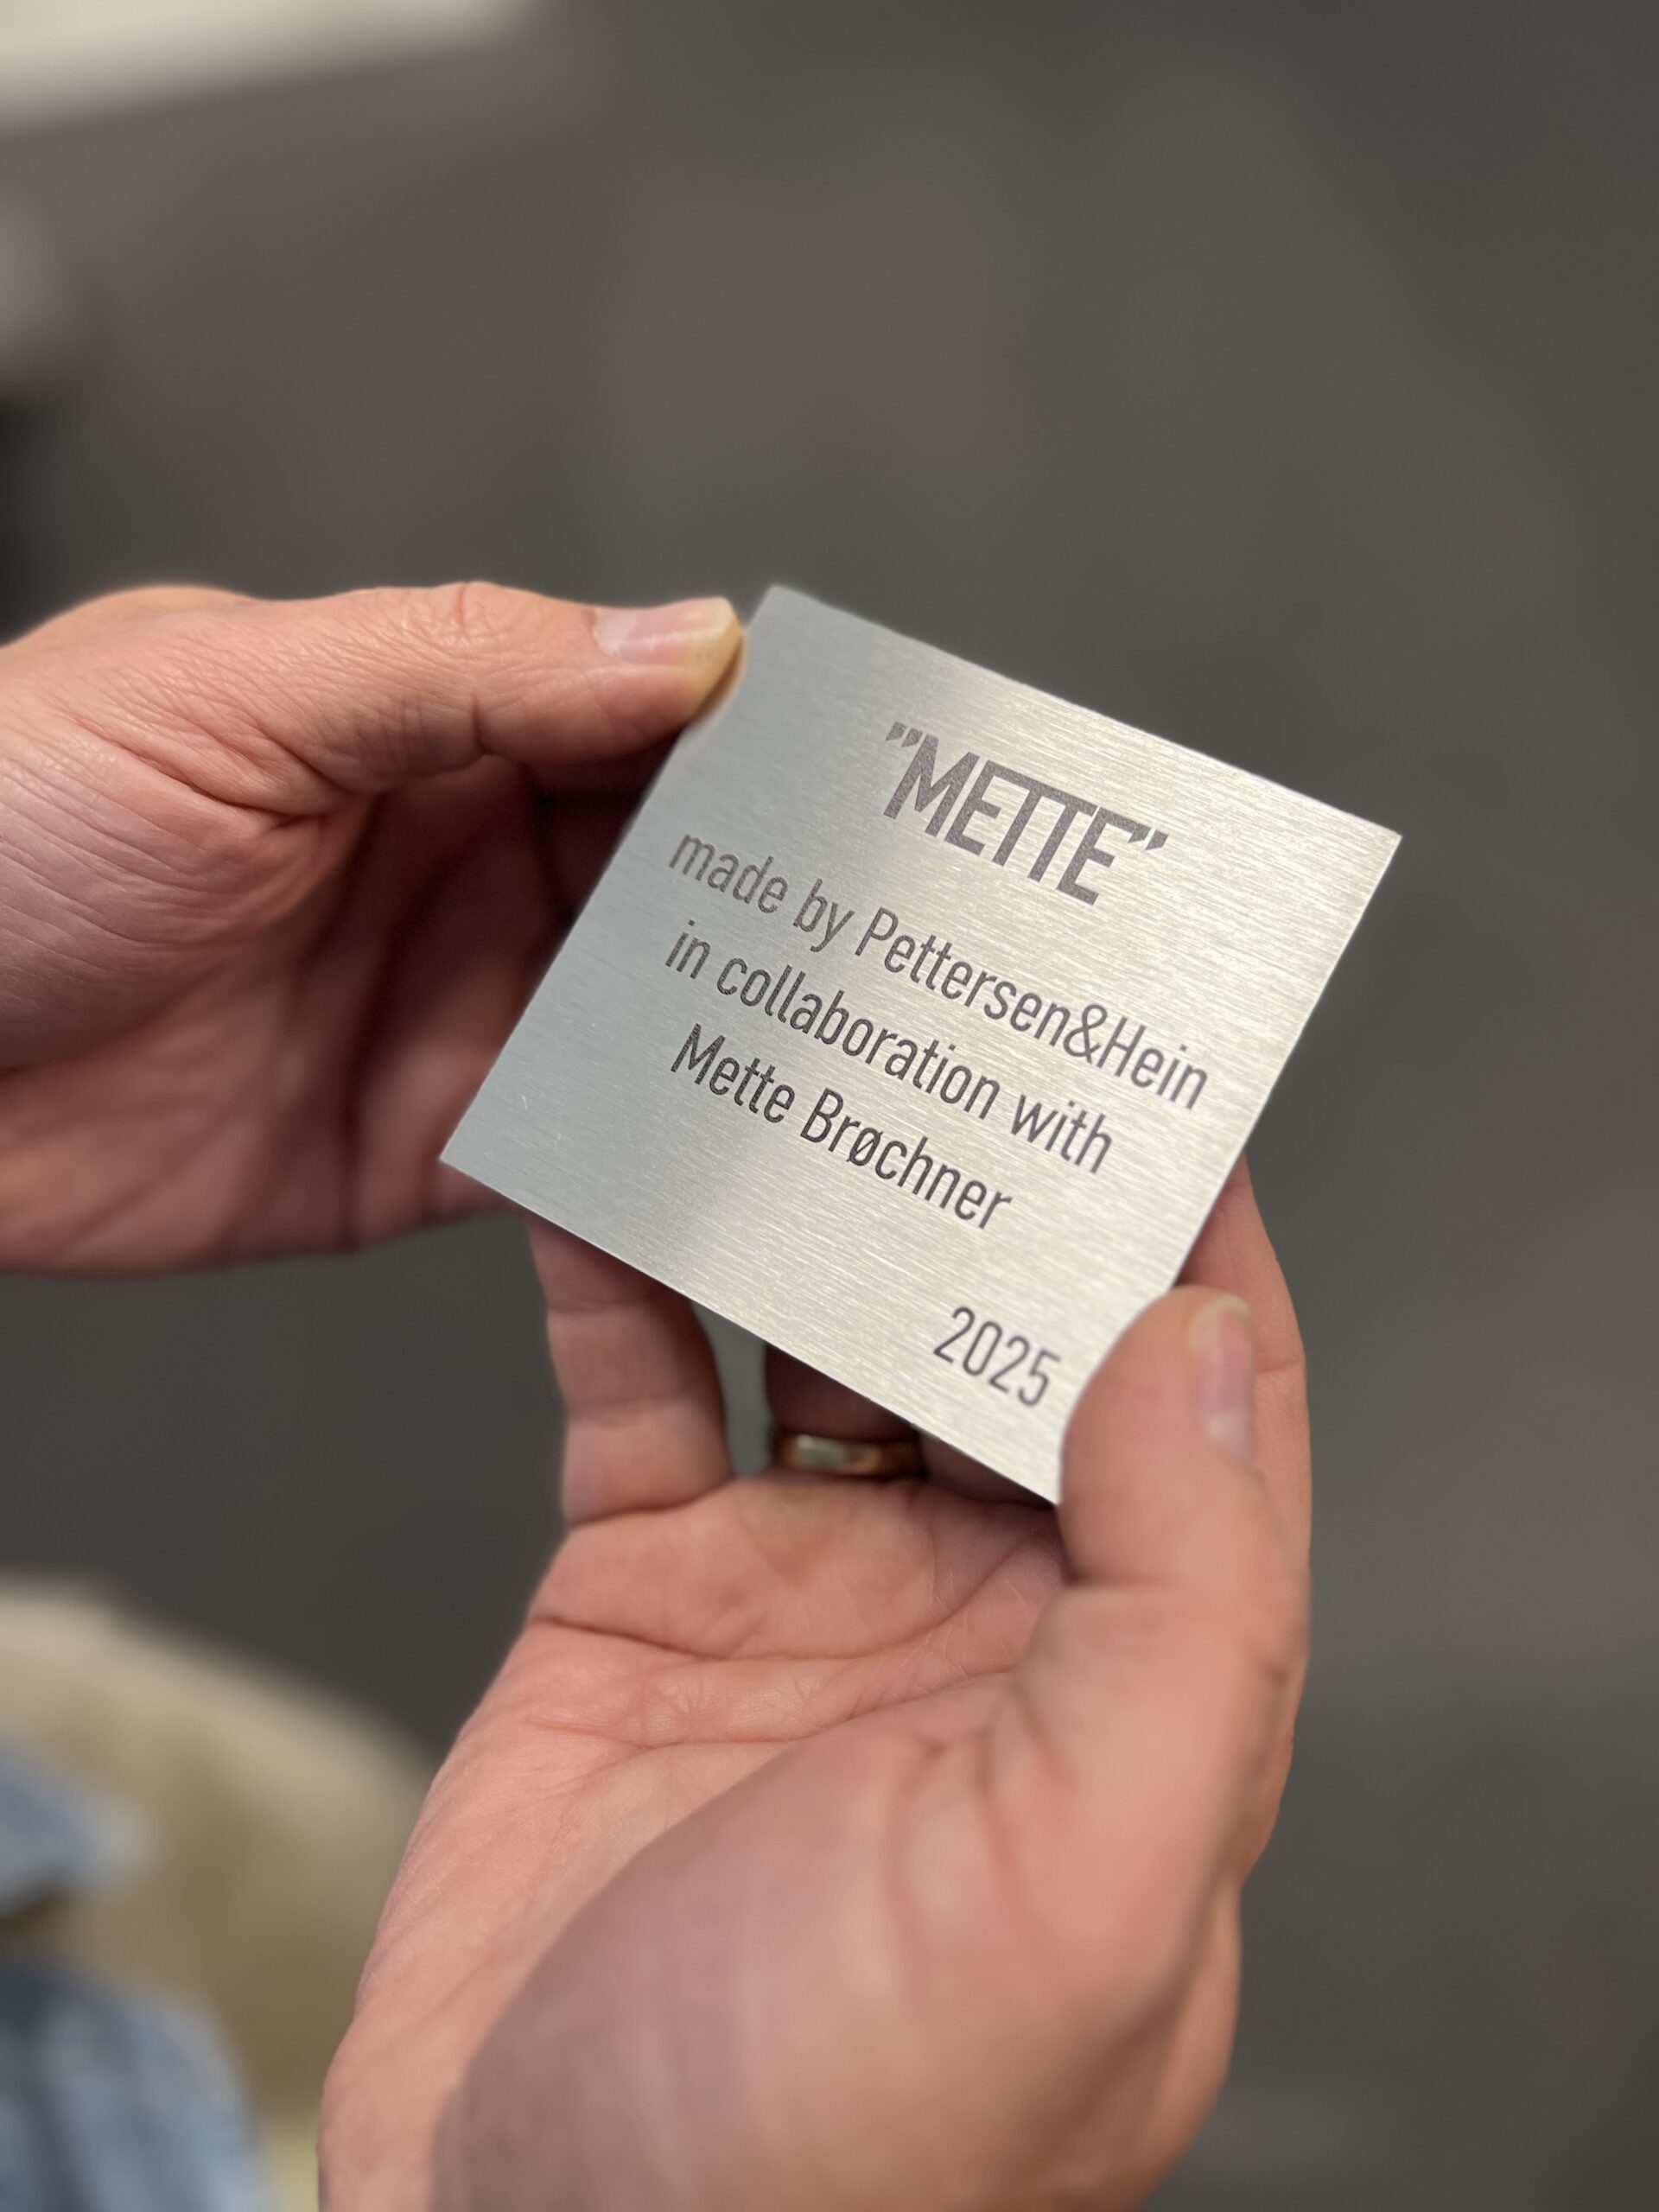 ”METTE”
made by Pettersen&Hein
in collaboration with
Mette Brøchner
2025